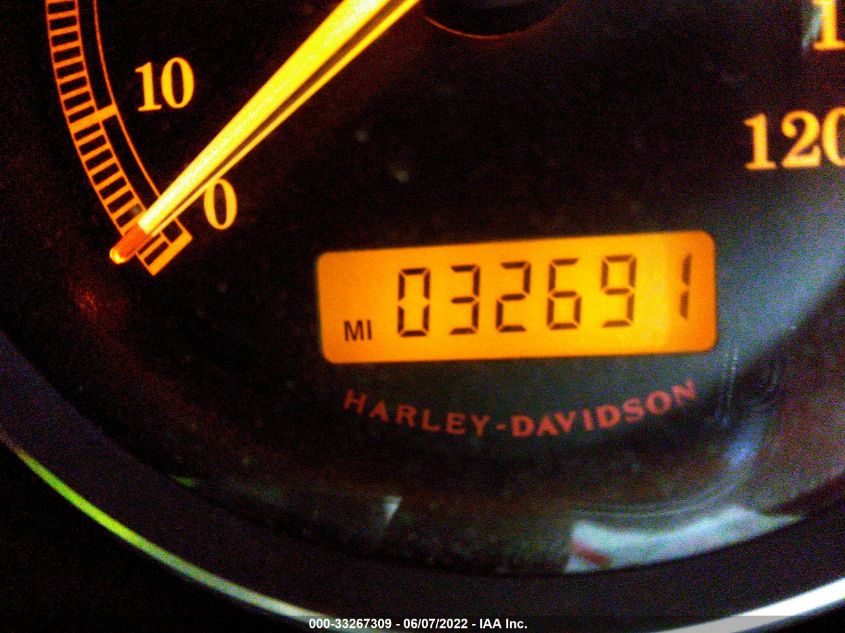 10
0
120
MI 032691
HARLEY-DAVIDSON
000-33267309 - 06/07/2022 - IAA Inc.